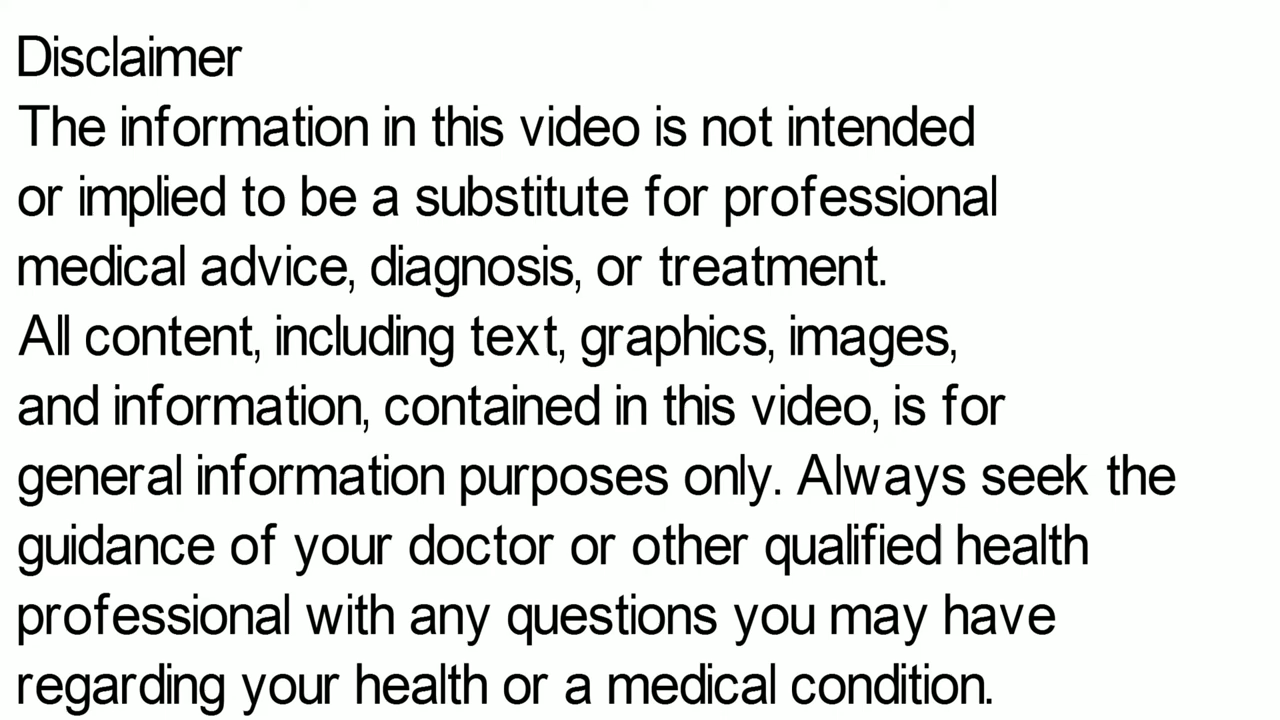 Disclaimer
The information in this video is not intended
or implied to be a substitute for professional
medical advice, diagnosis, or treatment.
All content, including text, graphics, images,
and information, contained in this video, is for
general information purposes only. Always seek the
guidance of your doctor or other qualified health
professional with any questions you may have
regarding your health or a medical condition.